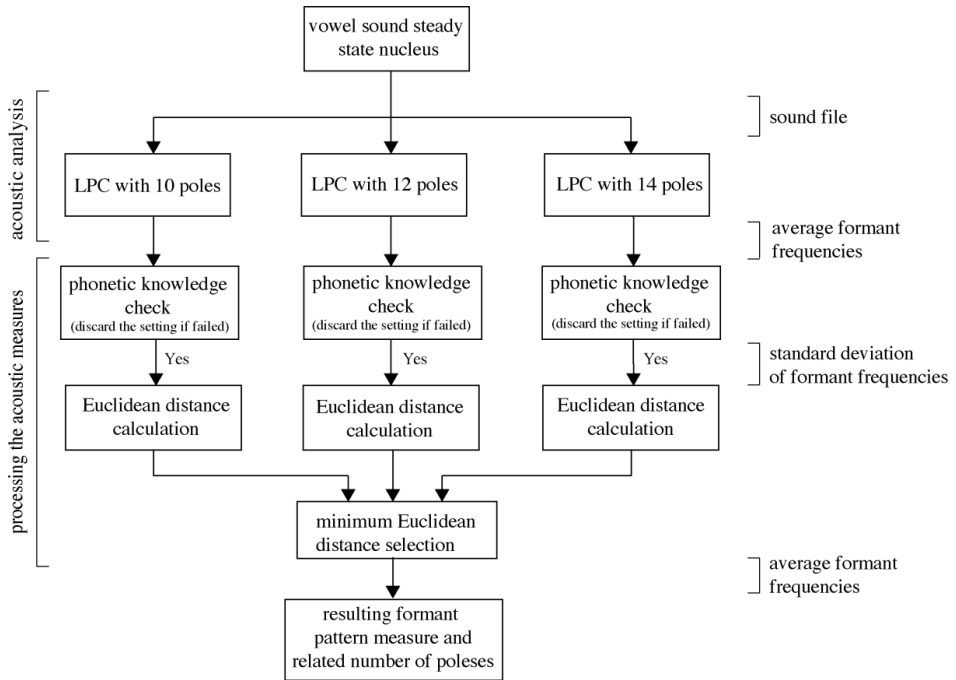 vowel sound steady
state nucleus
acoustic analysis
sound file
LPC with 10 poles
LPC with 12 poles
LPC with 14 poles
average formant
frequencies
processing the acoustic measures
phonetic knowledge
check
(discard the setting if failed)
phonetic knowledge
check
(discard the setting if failed)
phonetic knowledge
check
(discard the setting if failed)
Yes
Yes
Yes
standard deviation
of formant frequencies
Euclidean distance
calculation
Euclidean distance
calculation
Euclidean distance
calculation
minimum Euclidean
distance selection
average formant
frequencies
resulting formant
pattern measure and
related number of poleses